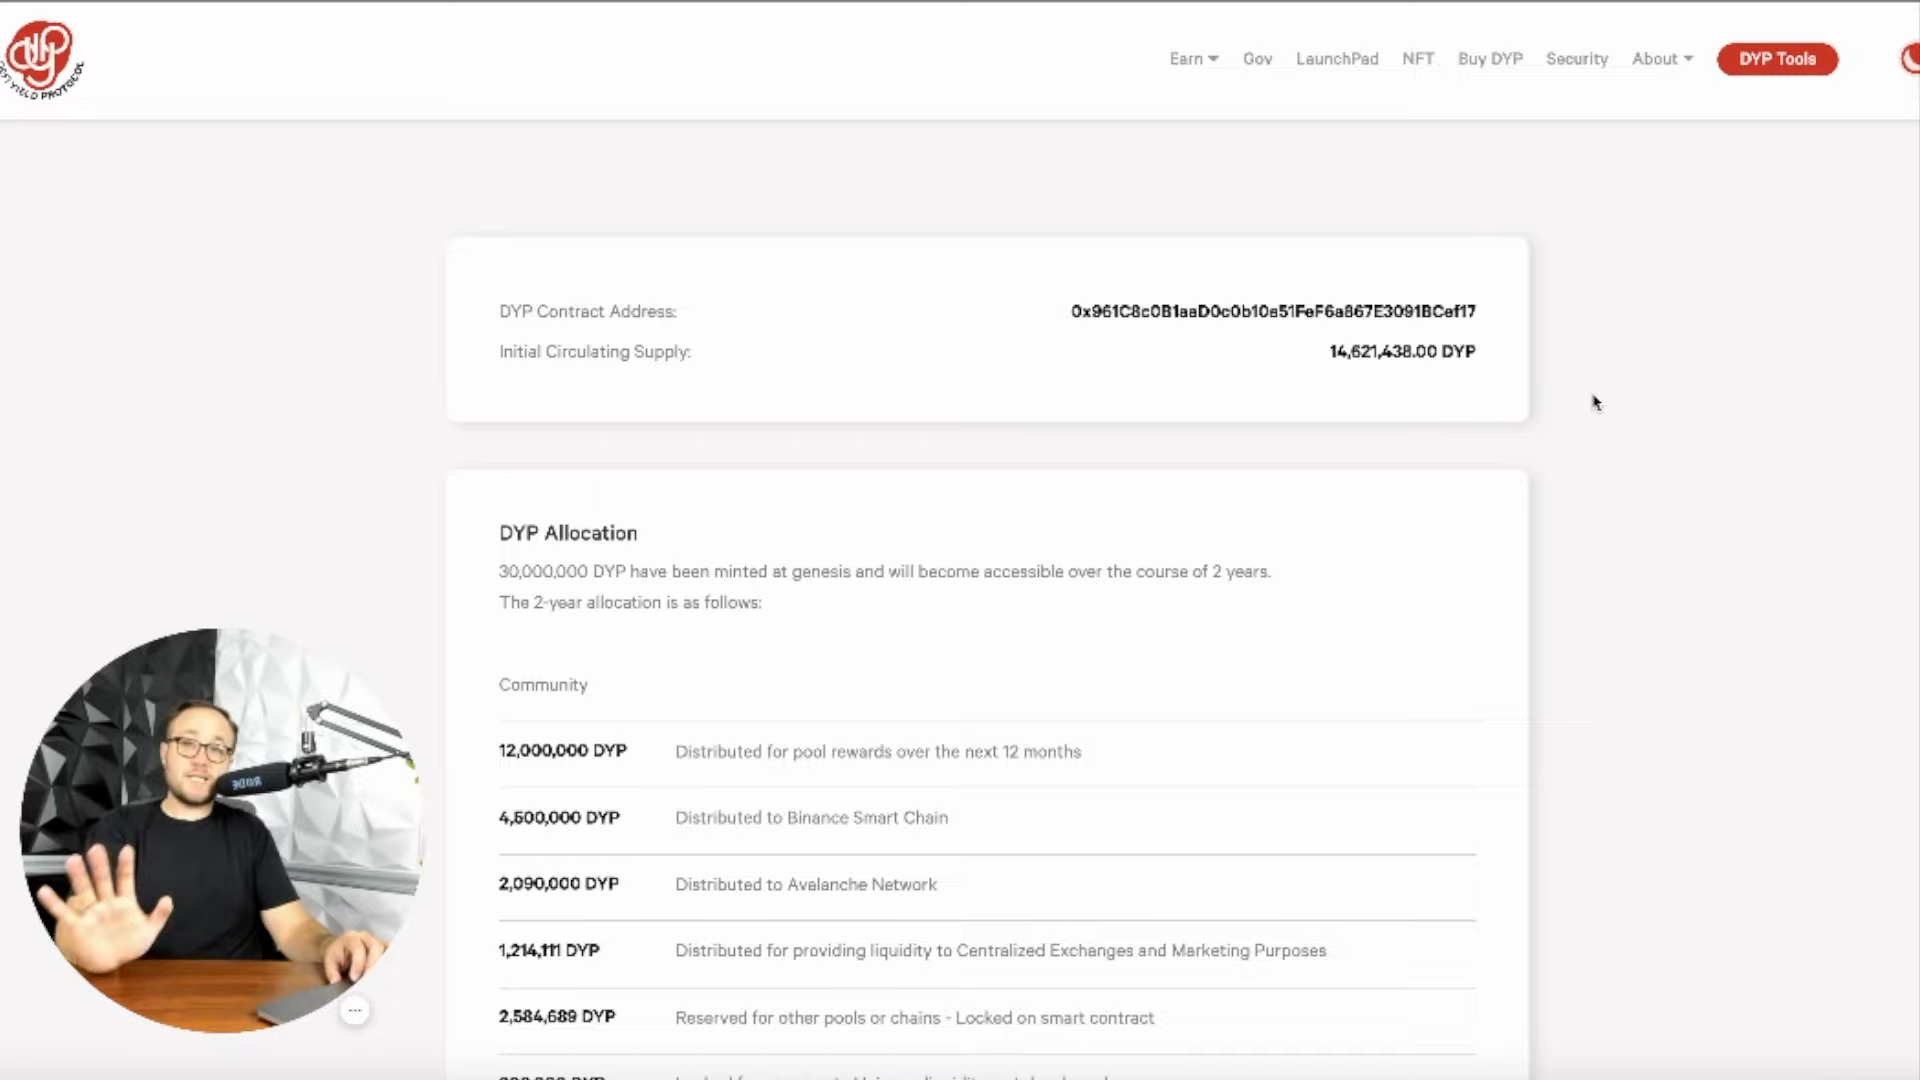 DEFI YIELD PROTOCOL
Earn Gov LaunchPad NFT Buy DYP Security About DYP Tools
DYP Contract Address: 0x961C8c0B1aaD0c0b10a51FeF6a867E3091BCef17
Initial Circulating Supply: 14,621,438.00 DYP
DYP Allocation
30,000,000 DYP have been minted at genesis and will become accessible over the course of 2 years.
The 2-year allocation is as follows:
Community
12,000,000 DYP Distributed for pool rewards over the next 12 months
4,500,000 DYP Distributed to Binance Smart Chain
2,090,000 DYP Distributed to Avalanche Network
1,214,111 DYP Distributed for providing liquidity to Centralized Exchanges and Marketing Purposes
2,584,689 DYP Reserved for other pools or chains - Locked on smart contract
RODE